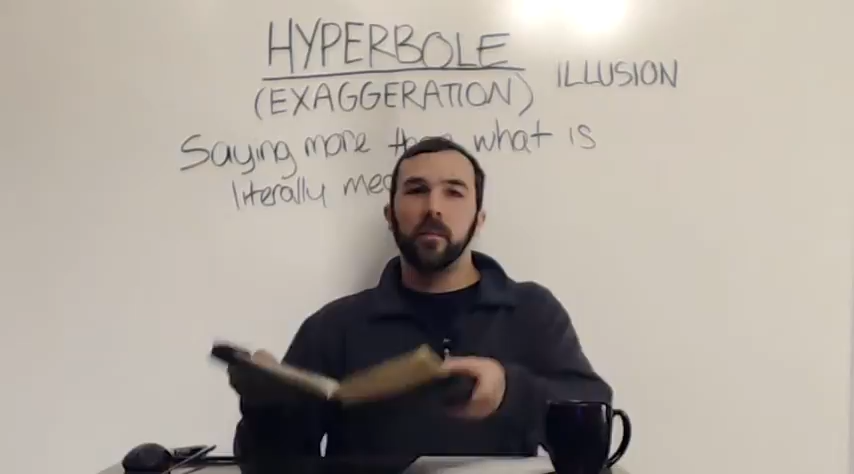 HYPERBOLE
(EXAGGERATION) ILLUSION
Saying more what is
literally